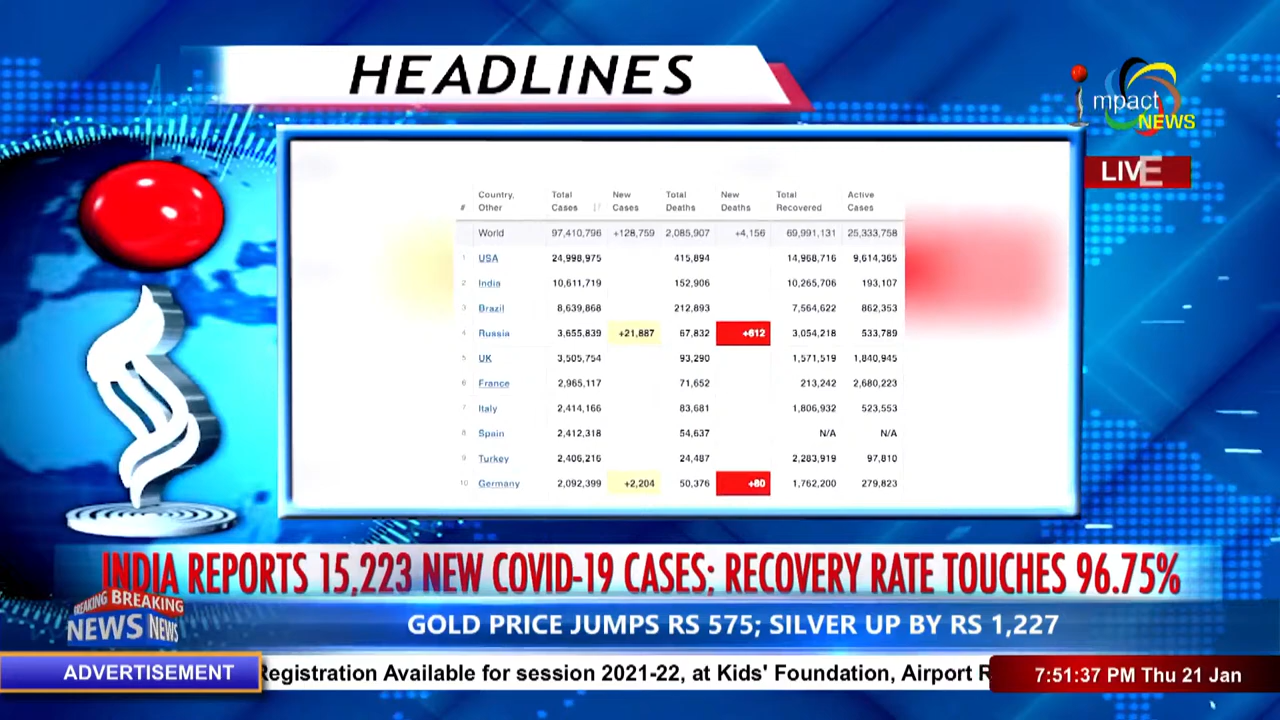 HEADLINES
mpact
NEWS
LIVE
# Country, Other Total Cases New Cases Total Deaths New Deaths Total Recovered Active Cases
World 97,410,796 +128,759 2,085,907 +4,156 69,991,131 25,333,758
1 USA 24,998,975 415,894 14,968,716 9,614,365
2 India 10,611,719 152,906 10,265,706 193,107
3 Brazil 8,639,868 212,893 7,564,622 862,353
4 Russia 3,655,839 +21,887 67,832 +612 3,054,218 533,789
5 UK 3,505,754 93,290 1,571,519 1,840,945
6 France 2,965,117 71,652 213,242 2,680,223
7 Italy 2,414,166 83,681 1,806,932 523,553
8 Spain 2,412,318 54,637 N/A N/A
9 Turkey 2,406,216 24,487 2,283,919 97,810
10 Germany 2,092,399 +2,204 50,376 +80 1,762,200 279,823
INDIA REPORTS 15,223 NEW COVID-19 CASES; RECOVERY RATE TOUCHES 96.75%
BREAKING BREAKING
NEWS NEWS
GOLD PRICE JUMPS RS 575; SILVER UP BY RS 1,227
ADVERTISEMENT
Registration Available for session 2021-22, at Kids' Foundation, Airport R
7:51:37 PM Thu 21 Jan